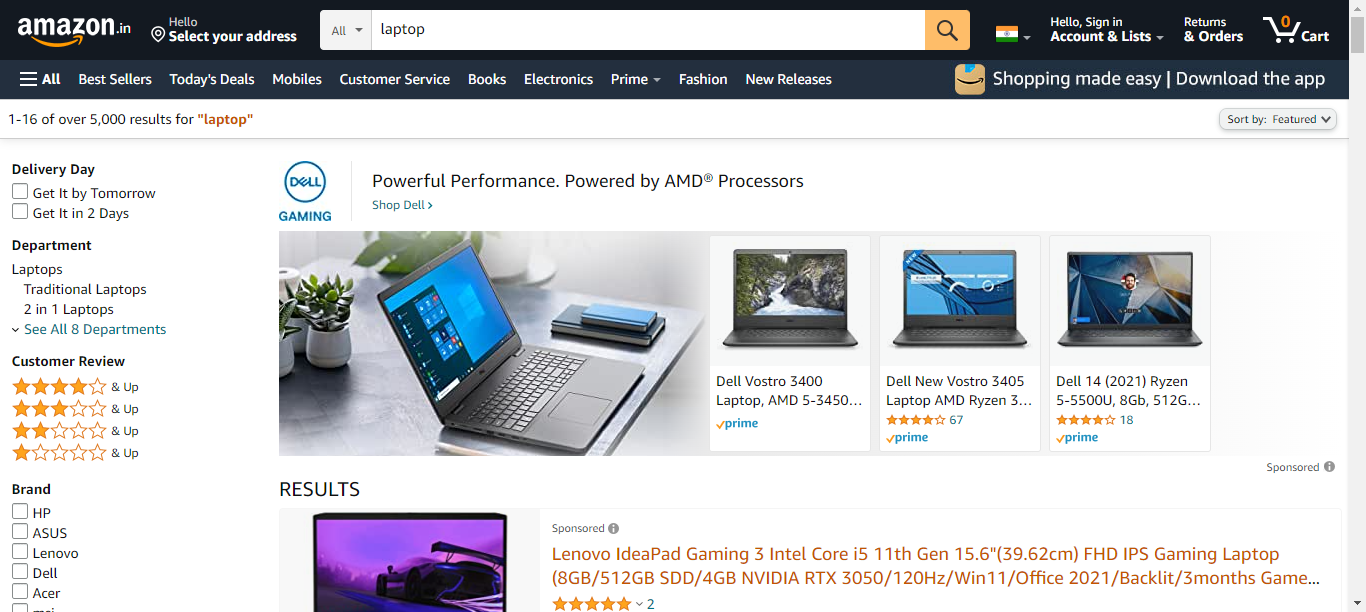 amazon.in
Hello
Select your address
All
laptop
Hello, Sign in
Account & Lists
Returns
& Orders
0
Cart
All
Best Sellers
Today's Deals
Mobiles
Customer Service
Books
Electronics
Prime
Fashion
New Releases
Shopping made easy | Download the app
1-16 of over 5,000 results for "laptop"
Sort by: Featured
Delivery Day
Get It by Tomorrow
Get It in 2 Days
Department
Laptops
Traditional Laptops
2 in 1 Laptops
See All 8 Departments
Customer Review
& Up
& Up
& Up
& Up
Brand
HP
ASUS
Lenovo
Dell
Acer
DELL
GAMING
Powerful Performance. Powered by AMD® Processors
Shop Dell ›
Dell Vostro 3400
Laptop, AMD 5-3450...
prime
NEW
Dell New Vostro 3405
Laptop AMD Ryzen 3...
67
prime
Dell 14 (2021) Ryzen
5-5500U, 8Gb, 512G...
18
prime
Sponsored
RESULTS
Sponsored
Lenovo IdeaPad Gaming 3 Intel Core i5 11th Gen 15.6"(39.62cm) FHD IPS Gaming Laptop
(8GB/512GB SDD/4GB NVIDIA RTX 3050/120Hz/Win11/Office 2021/Backlit/3months Game...
2